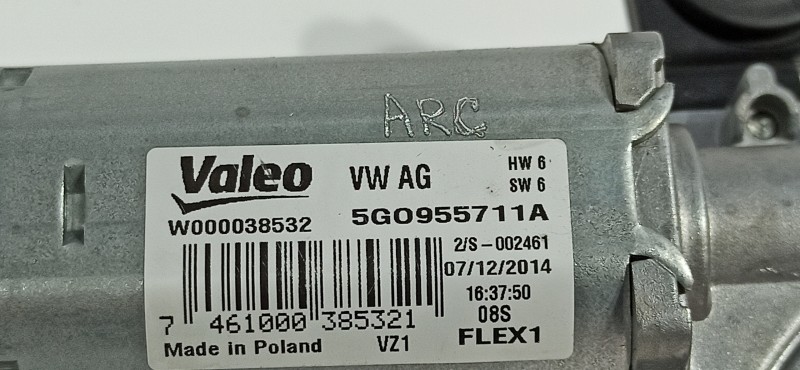 ARC
Valeo
VW AG
HW 6
SW 6
W000038532
5G0955711A
2/S-002461
07/12/2014
16:37:50
08S
7 461000 385321
Made in Poland
VZ1
FLEX1